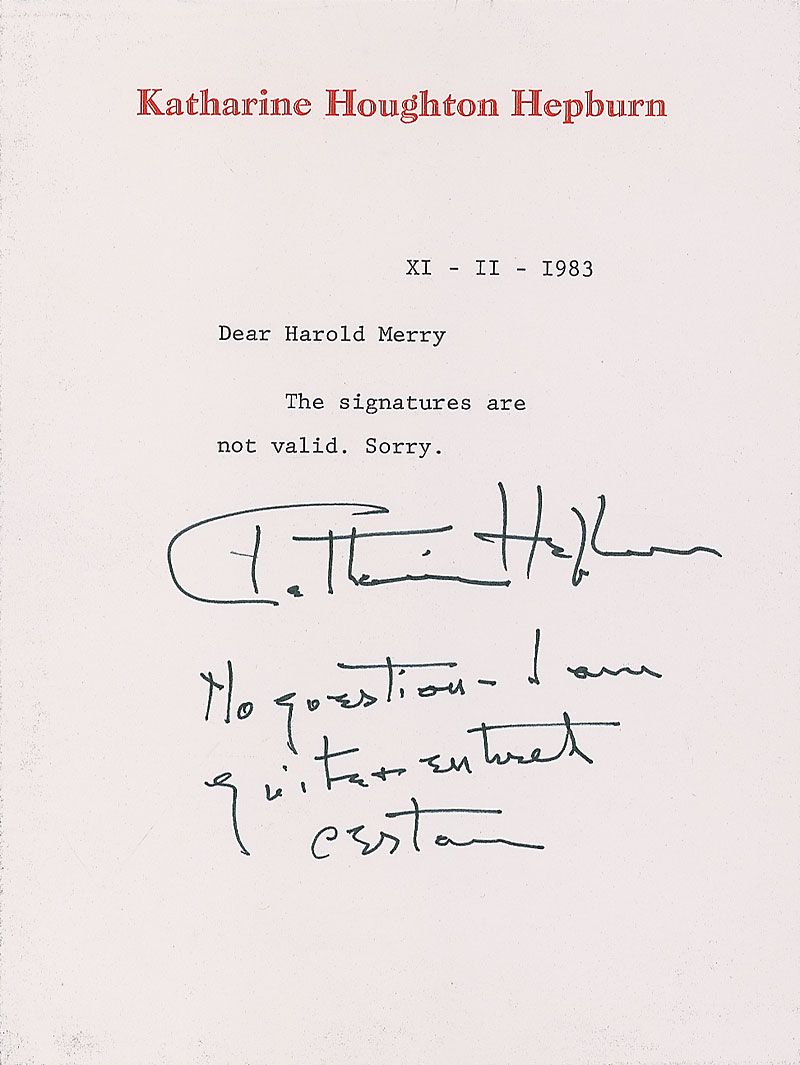 Katharine Houghton Hepburn
XI - II - I983
Dear Harold Merry
The signatures are
not valid. Sorry.
Katharine Hepburn
No question - I am
quite + entirely
certain